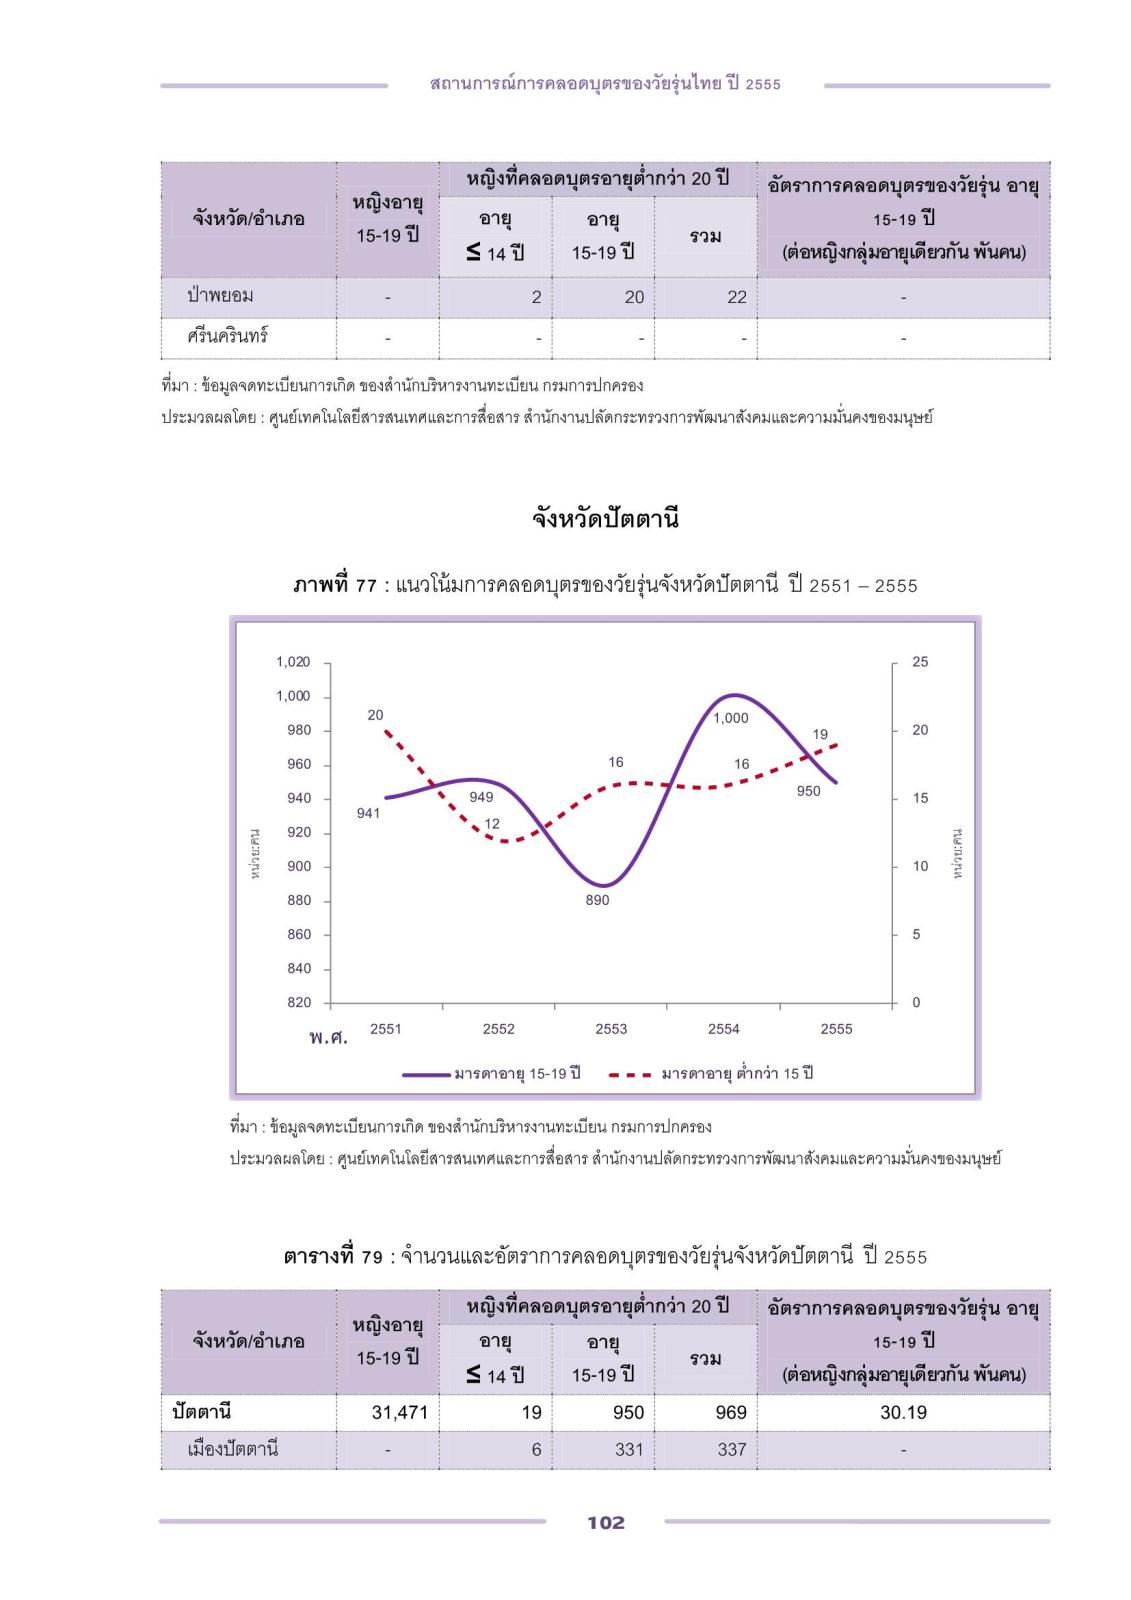 สถานการณ์การคลอดบุตรของวัยรุ่นไทย ปี 2555
จังหวัด/อำเภอ
หญิงอายุ
15-19 ปี
หญิงที่คลอดบุตรอายุต่ำกว่า 20 ปี
อายุ
≤ 14 ปี
อายุ
15-19 ปี
รวม
อัตราการคลอดบุตรของวัยรุ่น อายุ
15-19 ปี
(ต่อหญิงกลุ่มอายุเดียวกัน พันคน)
ป่าพยอม - 2 20 22 -
ศรีนครินทร์ - - - - -
ที่มา : ข้อมูลจดทะเบียนการเกิด ของสำนักบริหารงานทะเบียน กรมการปกครอง
ประมวลผลโดย : ศูนย์เทคโนโลยีสารสนเทศและการสื่อสาร สำนักงานปลัดกระทรวงการพัฒนาสังคมและความมั่นคงของมนุษย์
จังหวัดปัตตานี
ภาพที่ 77 : แนวโน้มการคลอดบุตรของวัยรุ่นจังหวัดปัตตานี ปี 2551 – 2555
หน่วย:คน
1,020
1,000
980
960
940
920
900
880
860
840
820
20
941
949
12
16
890
1,000
16
19
950
25
20
15
10
5
0
หน่วย:คน
พ.ศ. 2551 2552 2553 2554 2555
มารดาอายุ 15-19 ปี มารดาอายุ ต่ำกว่า 15 ปี
ที่มา : ข้อมูลจดทะเบียนการเกิด ของสำนักบริหารงานทะเบียน กรมการปกครอง
ประมวลผลโดย : ศูนย์เทคโนโลยีสารสนเทศและการสื่อสาร สำนักงานปลัดกระทรวงการพัฒนาสังคมและความมั่นคงของมนุษย์
ตารางที่ 79 : จำนวนและอัตราการคลอดบุตรของวัยรุ่นจังหวัดปัตตานี ปี 2555
จังหวัด/อำเภอ
หญิงอายุ
15-19 ปี
หญิงที่คลอดบุตรอายุต่ำกว่า 20 ปี
อายุ
≤ 14 ปี
อายุ
15-19 ปี
รวม
อัตราการคลอดบุตรของวัยรุ่น อายุ
15-19 ปี
(ต่อหญิงกลุ่มอายุเดียวกัน พันคน)
ปัตตานี 31,471 19 950 969 30.19
เมืองปัตตานี - 6 331 337 -
102